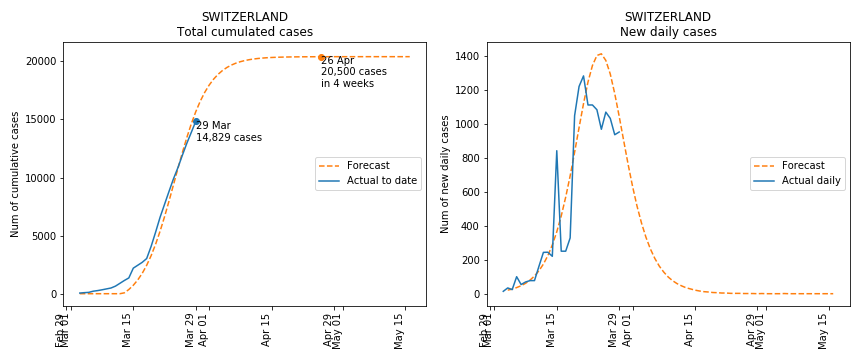 SWITZERLAND
Total cumulated cases
Num of cumulative cases
20000
15000
10000
5000
0
26 Apr
20,500 cases
in 4 weeks
29 Mar
14,829 cases
Forecast
Actual to date
Feb 29
Mar 01
Mar 15
Mar 29
Apr 01
Apr 15
Apr 29
May 01
May 15
SWITZERLAND
New daily cases
Num of new daily cases
1400
1200
1000
800
600
400
200
0
Forecast
Actual daily
Feb 29
Mar 01
Mar 15
Mar 29
Apr 01
Apr 15
Apr 29
May 01
May 15